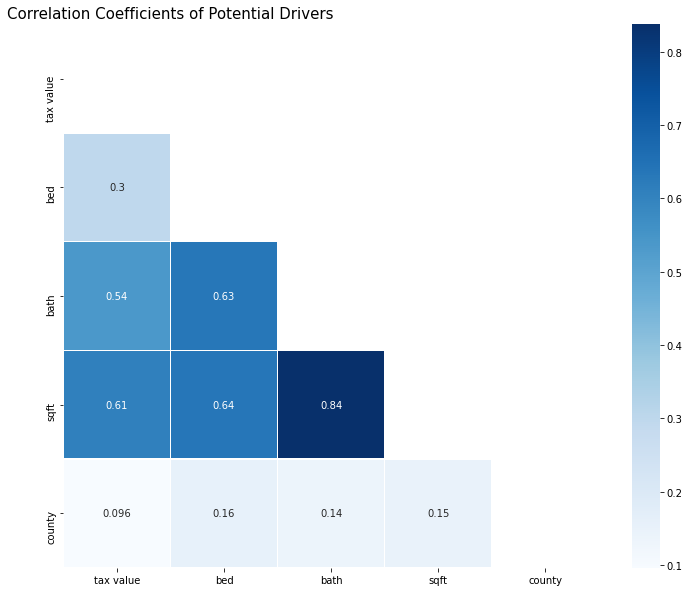 Correlation Coefficients of Potential Drivers
tax value
bed
0.3
bath
0.54 0.63
sqft
0.61 0.64 0.84
county
0.096 0.16 0.14 0.15
tax value bed bath sqft county
0.8
0.7
0.6
0.5
0.4
0.3
0.2
0.1